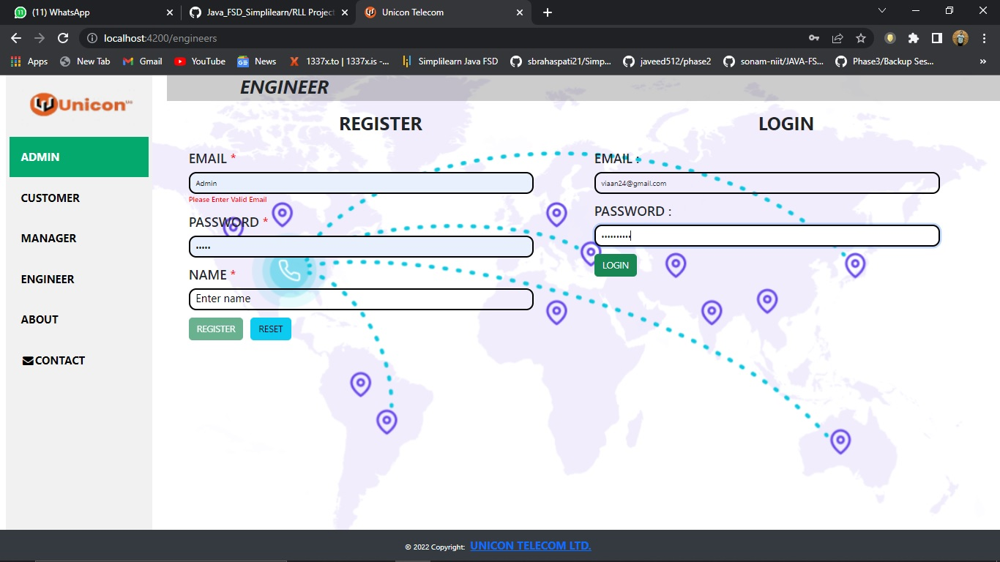 (11) WhatsApp
Java_FSD_Simplilearn/RLL Project
Unicon Telecom
localhost:4200/engineers
Apps
New Tab
Gmail
YouTube
News
1337x.to | 1337x.is -...
Simplilearn Java FSD
sbrahaspati21/Simp...
javeed512/phase2
sonam-niit/JAVA-FS...
Phase3/Backup Ses...
»
Unicon
ADMIN
CUSTOMER
MANAGER
ENGINEER
ABOUT
CONTACT
ENGINEER
REGISTER
EMAIL *
Admin
Please Enter Valid Email
PASSWORD *
•••••
NAME *
Enter name
REGISTER RESET
LOGIN
EMAIL :
viaan24@gmail.com
PASSWORD :
••••••••••
LOGIN
© 2022 Copyright: UNICON TELECOM LTD.